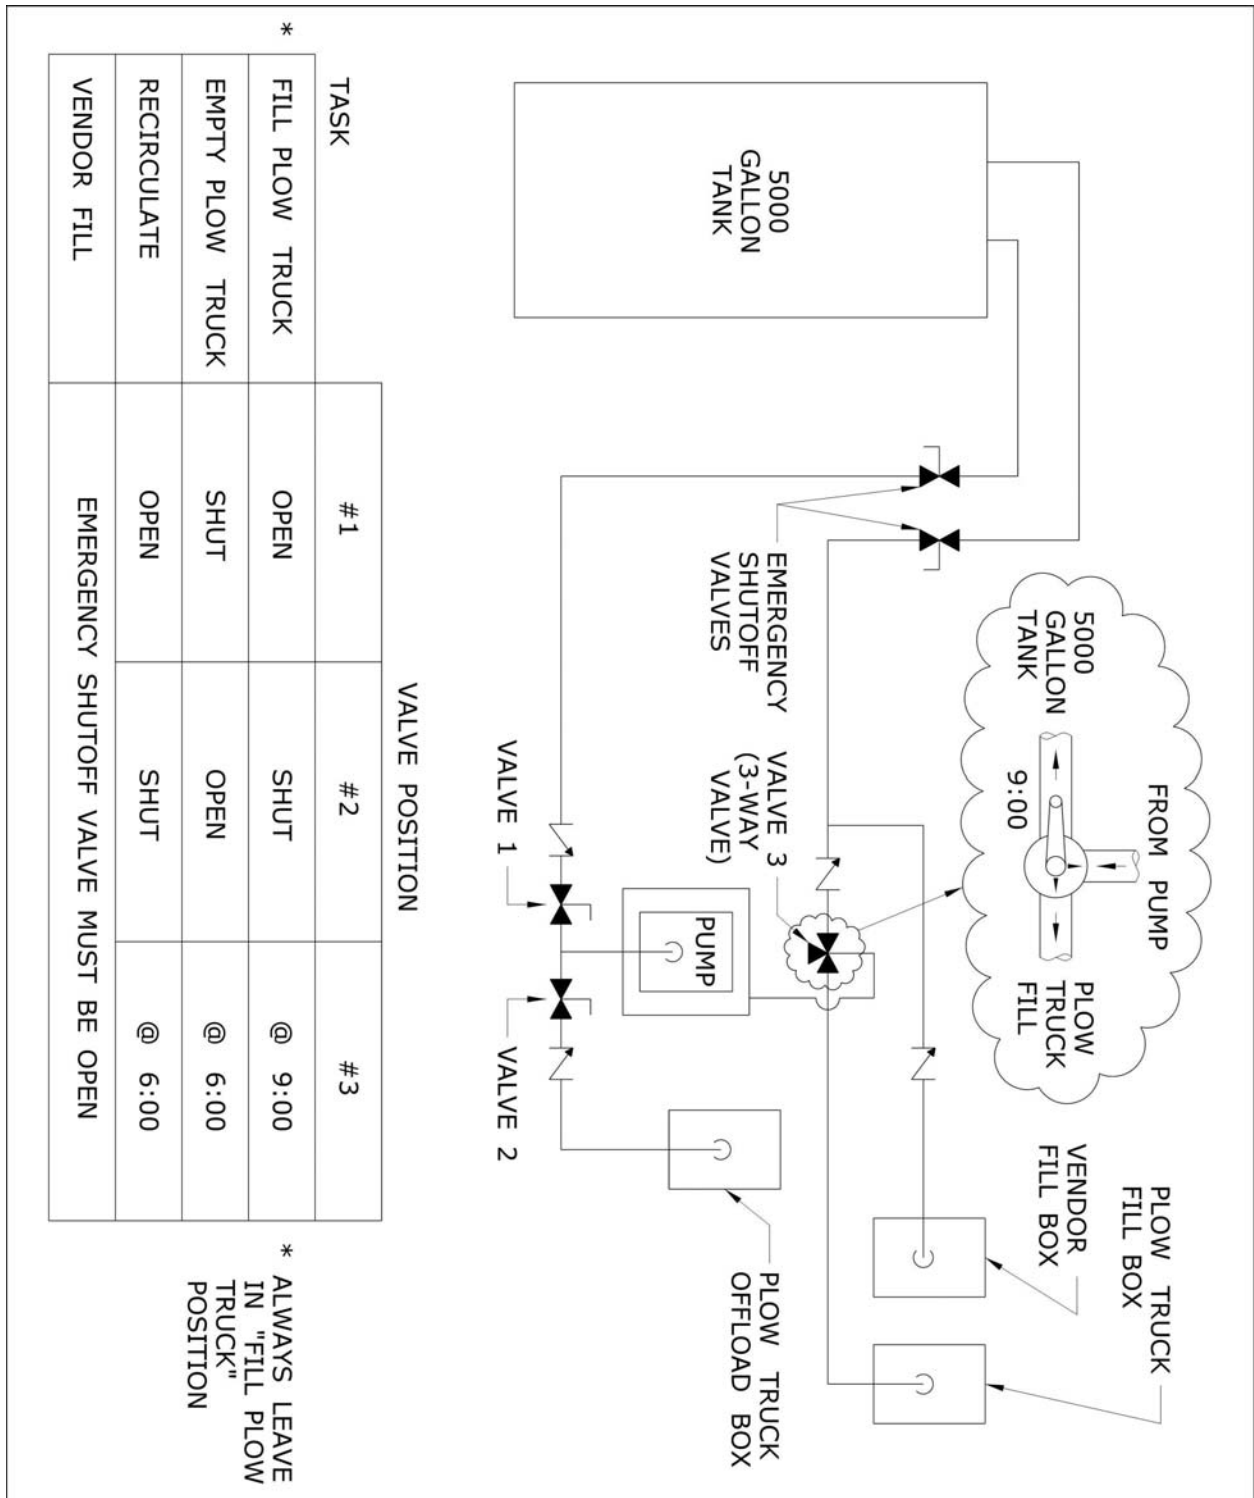 5000
GALLON
TANK
FROM PUMP
9:00
PLOW
TRUCK
FILL
PLOW TRUCK
FILL BOX
VENDOR
FILL BOX
5000
GALLON
TANK
EMERGENCY
SHUTOFF
VALVES
VALVE 3
(3-WAY
VALVE)
PUMP
PLOW TRUCK
OFFLOAD BOX
VALVE 1
VALVE 2
VALVE POSITION
TASK #1 #2 #3
* FILL PLOW TRUCK OPEN SHUT @ 9:00
EMPTY PLOW TRUCK SHUT OPEN @ 6:00
RECIRCULATE OPEN SHUT @ 6:00
VENDOR FILL EMERGENCY SHUTOFF VALVE MUST BE OPEN
* ALWAYS LEAVE
IN "FILL PLOW
TRUCK"
POSITION